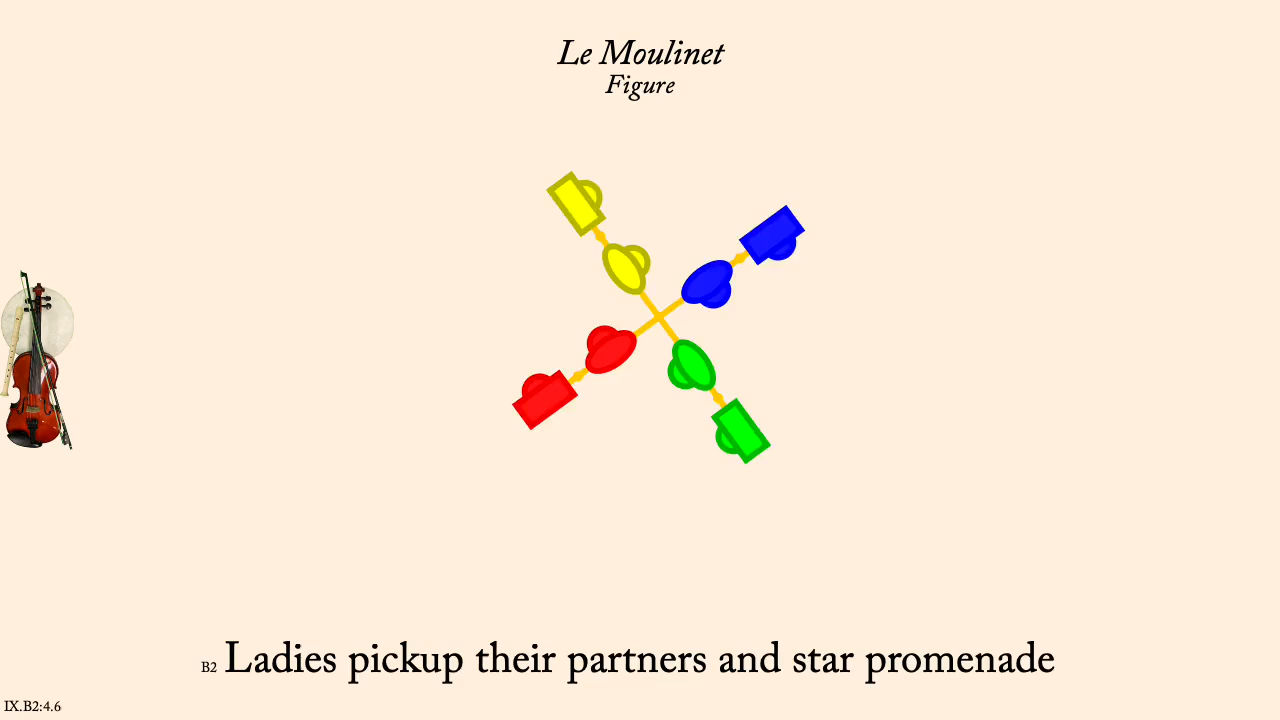 Le Moulinet
Figure
B2 Ladies pickup their partners and star promenade
IX.B2:4.6